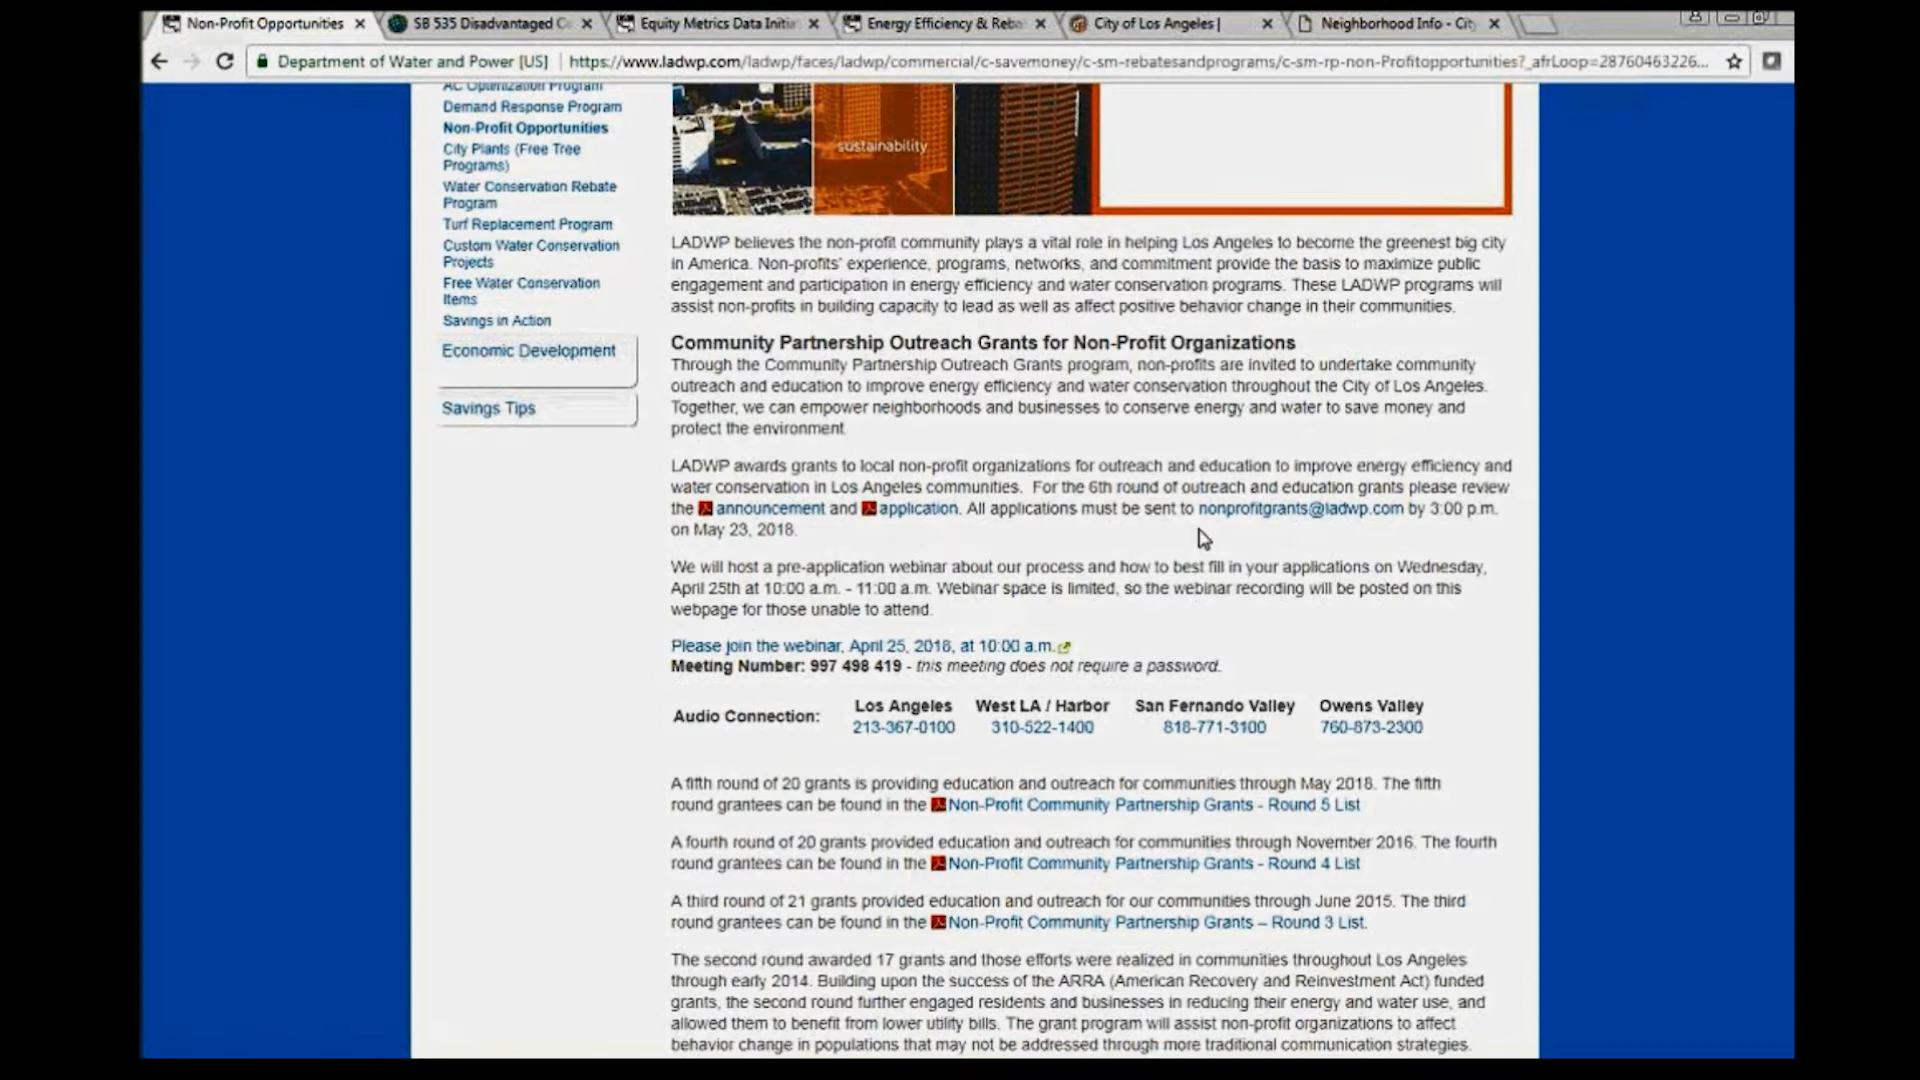 Non-Profit Opportunities
SB 535 Disadvantaged C
Equity Metrics Data Initia
Energy Efficiency & Reba
City of Los Angeles |
Neighborhood Info - City
Department of Water and Power [US] | https://www.ladwp.com/ladwp/faces/ladwp/commercial/c-savemoney/c-sm-rebatesandprograms/c-sm-rp-non-Profitopportunities?_afrLoop=28760463226...
AC Optimization Program
Demand Response Program
Non-Profit Opportunities
City Plants (Free Tree
Programs)
Water Conservation Rebate
Program
Turf Replacement Program
Custom Water Conservation
Projects
Free Water Conservation
Items
Savings in Action
Economic Development
Savings Tips
sustainability
LADWP believes the non-profit community plays a vital role in helping Los Angeles to become the greenest big city
in America. Non-profits' experience, programs, networks, and commitment provide the basis to maximize public
engagement and participation in energy efficiency and water conservation programs. These LADWP programs will
assist non-profits in building capacity to lead as well as affect positive behavior change in their communities.
Community Partnership Outreach Grants for Non-Profit Organizations
Through the Community Partnership Outreach Grants program, non-profits are invited to undertake community
outreach and education to improve energy efficiency and water conservation throughout the City of Los Angeles.
Together, we can empower neighborhoods and businesses to conserve energy and water to save money and
protect the environment.
LADWP awards grants to local non-profit organizations for outreach and education to improve energy efficiency and
water conservation in Los Angeles communities. For the 6th round of outreach and education grants please review
the announcement and application. All applications must be sent to nonprofitgrants@ladwp.com by 3:00 p.m.
on May 23, 2018.
We will host a pre-application webinar about our process and how to best fill in your applications on Wednesday,
April 25th at 10:00 a.m. - 11:00 a.m. Webinar space is limited, so the webinar recording will be posted on this
webpage for those unable to attend.
Please join the webinar, April 25, 2018, at 10:00 a.m.
Meeting Number: 997 498 419 - this meeting does not require a password.
Audio Connection:
Los Angeles West LA / Harbor San Fernando Valley Owens Valley
213-367-0100 310-522-1400 818-771-3100 760-873-2300
A fifth round of 20 grants is providing education and outreach for communities through May 2018. The fifth
round grantees can be found in the Non-Profit Community Partnership Grants - Round 5 List
A fourth round of 20 grants provided education and outreach for communities through November 2016. The fourth
round grantees can be found in the Non-Profit Community Partnership Grants - Round 4 List
A third round of 21 grants provided education and outreach for our communities through June 2015. The third
round grantees can be found in the Non-Profit Community Partnership Grants – Round 3 List.
The second round awarded 17 grants and those efforts were realized in communities throughout Los Angeles
through early 2014. Building upon the success of the ARRA (American Recovery and Reinvestment Act) funded
grants, the second round further engaged residents and businesses in reducing their energy and water use, and
allowed them to benefit from lower utility bills. The grant program will assist non-profit organizations to affect
behavior change in populations that may not be addressed through more traditional communication strategies.